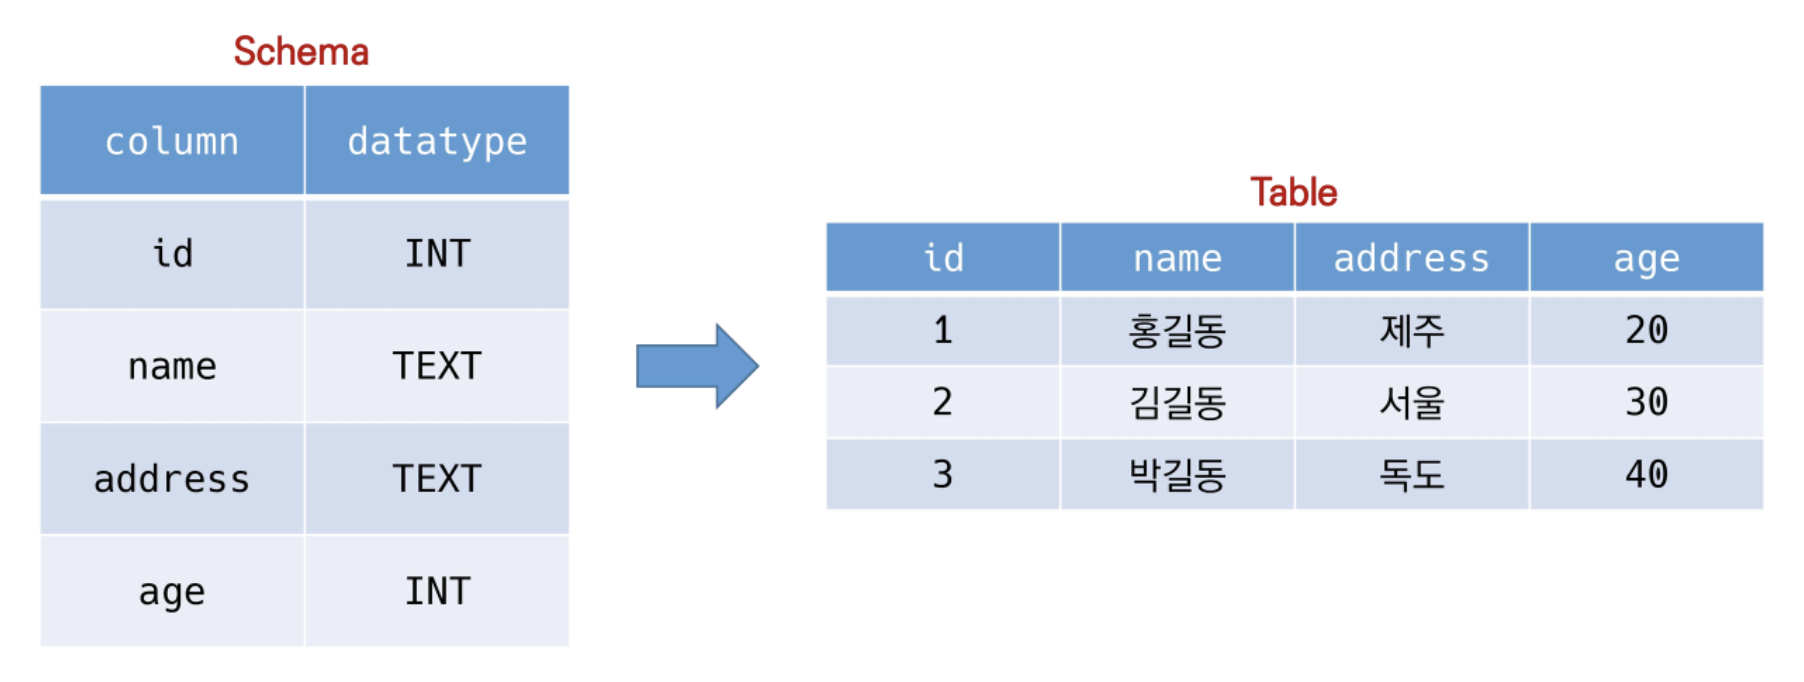 Schema
column datatype
id INT
name TEXT
address TEXT
age INT
Table
id name address age
1 홍길동 제주 20
2 김길동 서울 30
3 박길동 독도 40